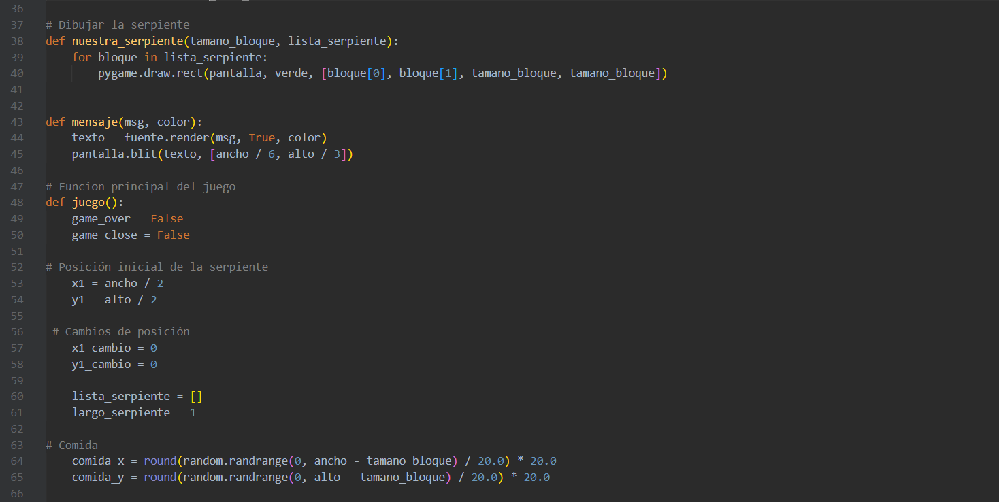 36
37 # Dibujar la serpiente
38 def nuestra_serpiente(tamano_bloque, lista_serpiente):
39     for bloque in lista_serpiente:
40         pygame.draw.rect(pantalla, verde, [bloque[0], bloque[1], tamano_bloque, tamano_bloque])
41
42
43 def mensaje(msg, color):
44     texto = fuente.render(msg, True, color)
45     pantalla.blit(texto, [ancho / 6, alto / 3])
46
47 # Funcion principal del juego
48 def juego():
49     game_over = False
50     game_close = False
51
52 # Posición inicial de la serpiente
53     x1 = ancho / 2
54     y1 = alto / 2
55
56  # Cambios de posición
57     x1_cambio = 0
58     y1_cambio = 0
59
60     lista_serpiente = []
61     largo_serpiente = 1
62
63 # Comida
64     comida_x = round(random.randrange(0, ancho - tamano_bloque) / 20.0) * 20.0
65     comida_y = round(random.randrange(0, alto - tamano_bloque) / 20.0) * 20.0
66